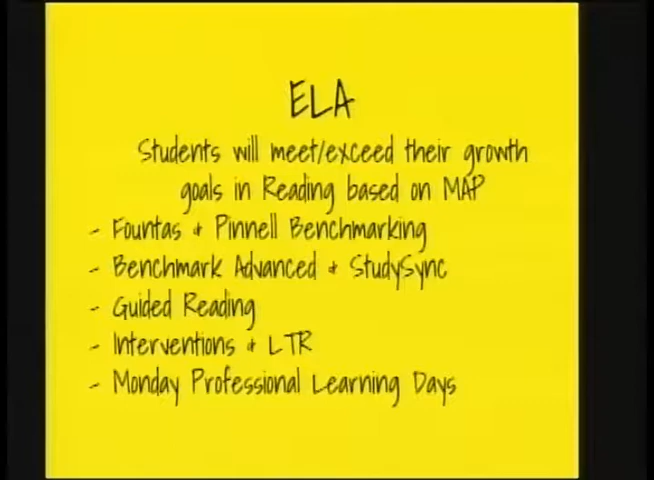 ELA
Students will meet/exceed their growth
goals in Reading based on MAP
- Fountas & Pinnell Benchmarking
- Benchmark Advanced & StudySync
- Guided Reading
- Interventions & LTR
- Monday Professional Learning Days